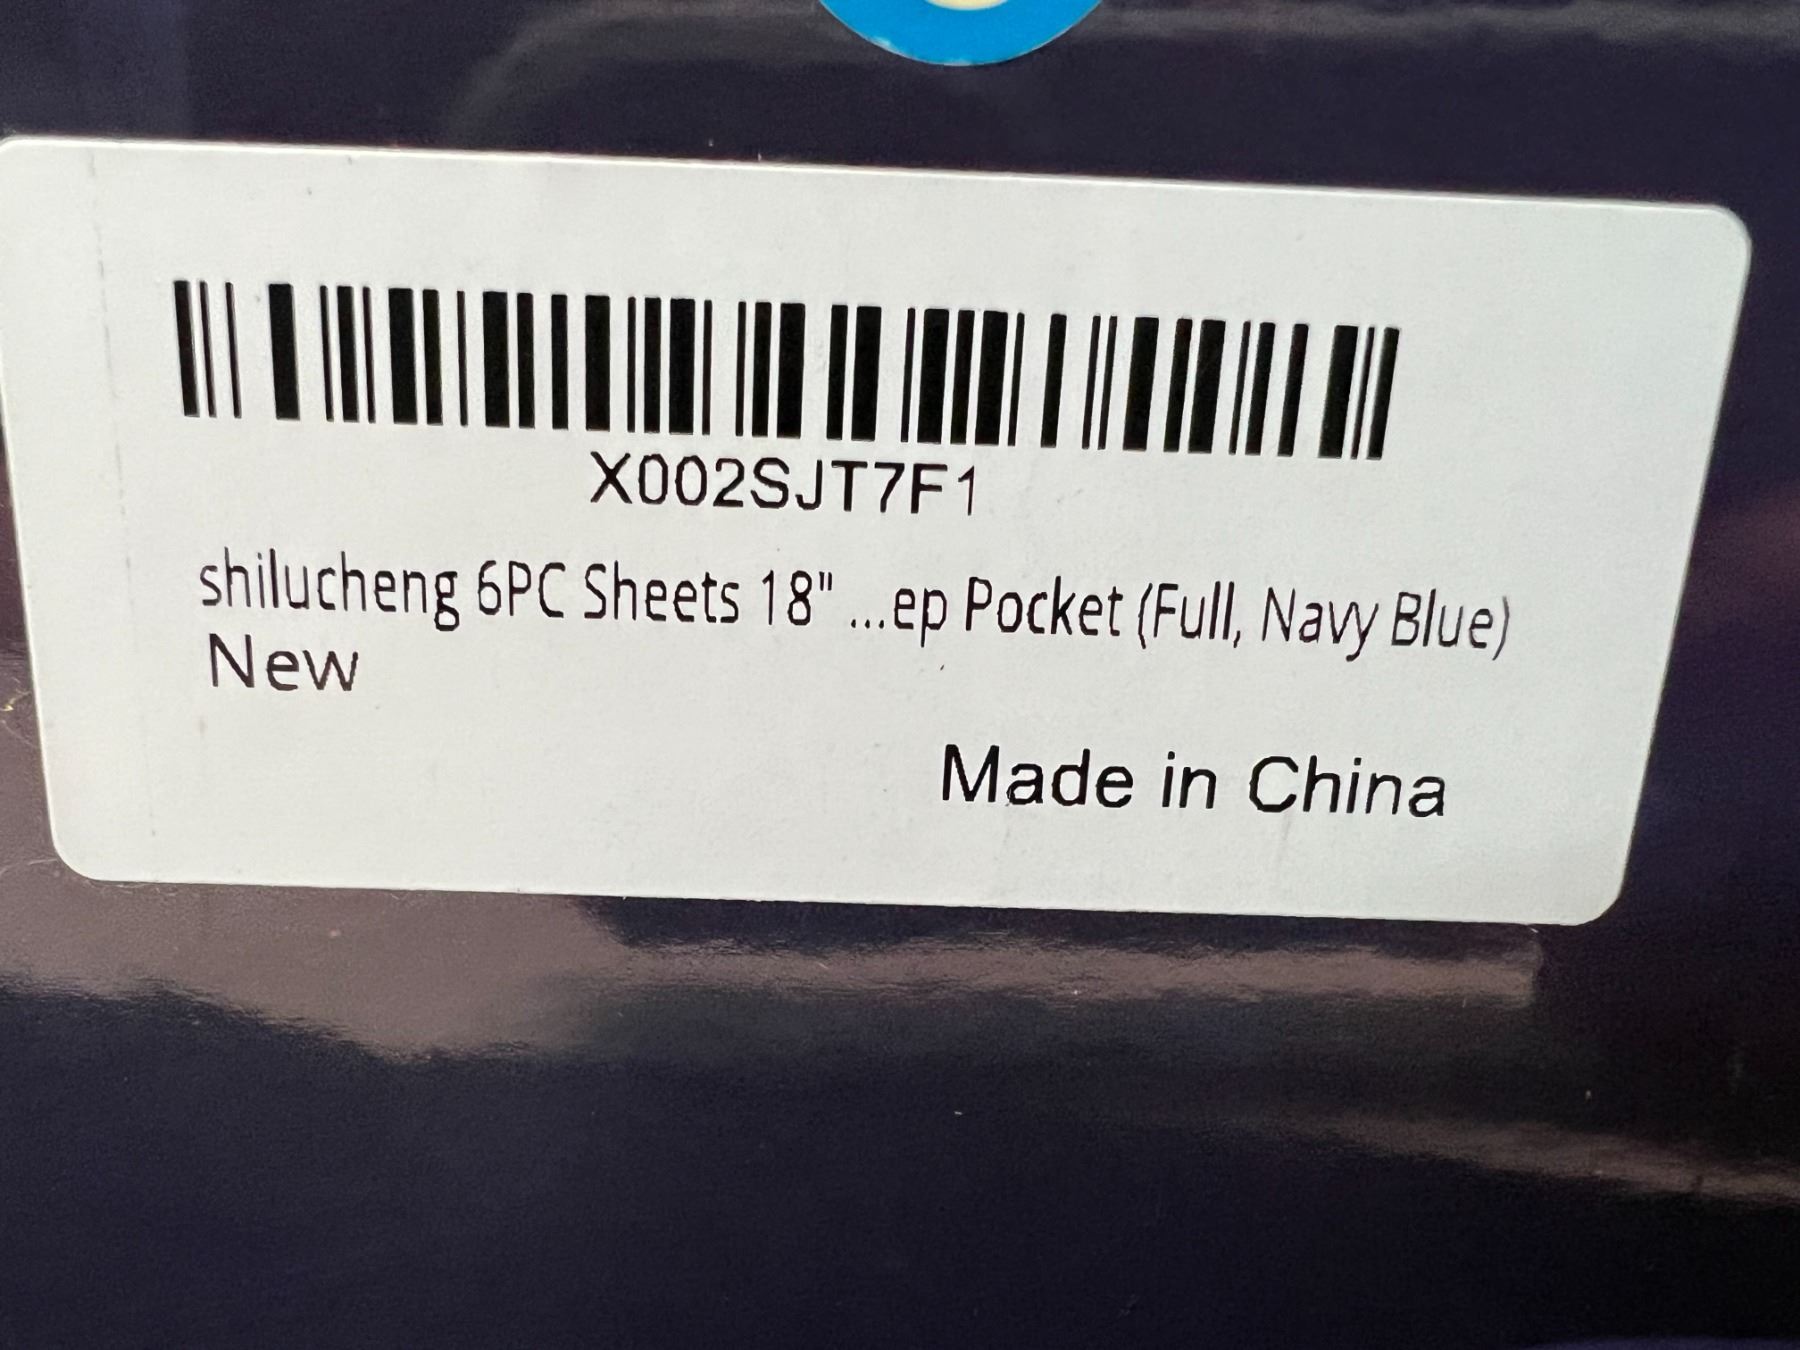 X002SJT7F1
shilucheng 6PC Sheets 18" ...ep Pocket (Full, Navy Blue)
New
Made in China